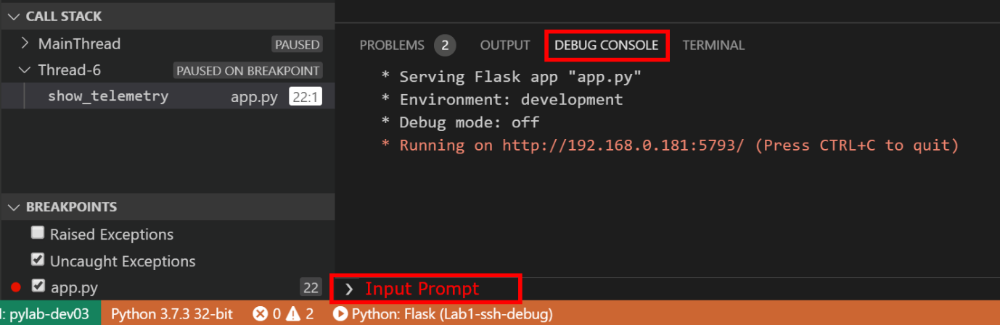 CALL STACK
MainThread PAUSED
Thread-6 PAUSED ON BREAKPOINT
show_telemetry app.py 22:1
BREAKPOINTS
Raised Exceptions
Uncaught Exceptions
app.py 22
PROBLEMS 2 OUTPUT DEBUG CONSOLE TERMINAL
* Serving Flask app "app.py"
* Environment: development
* Debug mode: off
* Running on http://192.168.0.181:5793/ (Press CTRL+C to quit)
> Input Prompt
: pylab-dev03 Python 3.7.3 32-bit 0 2 Python: Flask (Lab1-ssh-debug)